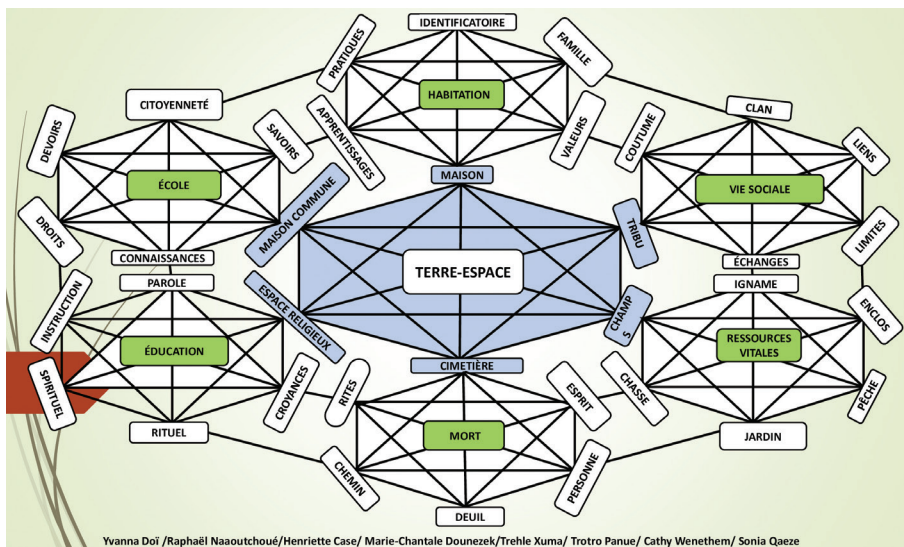 IDENTIFICATOIRE
PRATIQUES
FAMILLE
HABITATION
APPRENTISSAGES
VALEURS
MAISON
CITOYENNETÉ
DEVOIRS
SAVOIRS
ÉCOLE
DROITS
CONNAISSANCES
CLAN
COUTUME
LIENS
VIE SOCIALE
LIMITES
ÉCHANGES
MAISON COMMUNE
TRIBU
TERRE-ESPACE
ESPACE RELIGIEUX
CHAMP
S
CIMETIÈRE
PAROLE
INSTRUCTION
ÉDUCATION
SPIRITUEL
CROYANCES
RITUEL
IGNAME
ENCLOS
RESSOURCES
VITALES
CHASSE
PÈCHE
JARDIN
RITES
ESPRIT
MORT
CHEMIN
PERSONNE
DEUIL
Yvanna Doï /Raphaël Naaoutchoué/Henriette Case/ Marie-Chantale Dounezek/Trehle Xuma/ Trotro Panue/ Cathy Wenethem/ Sonia Qaeze